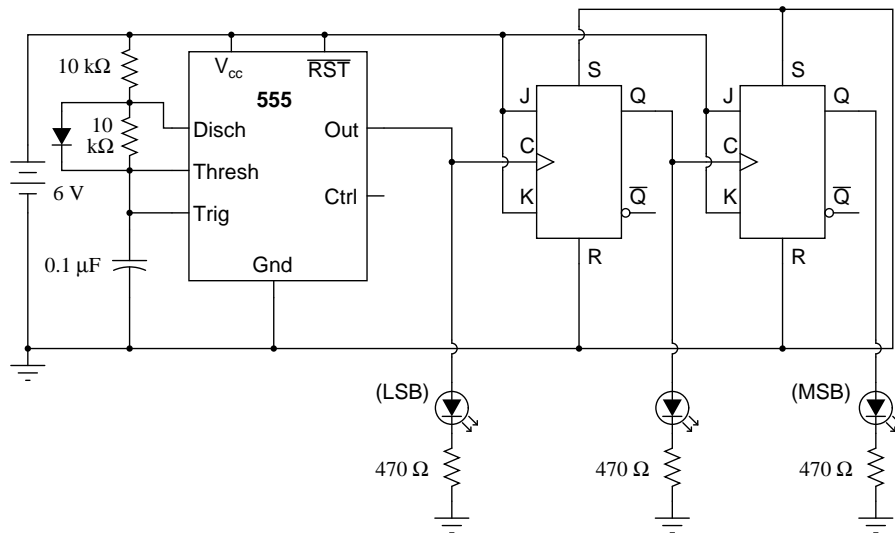 10 kΩ
10
kΩ
6 V
0.1 μF
V_cc
RST̅
555
Disch
Thresh
Trig
Out
Ctrl
Gnd
S
J
C
K
Q
Q̅
R
S
J
C
K
Q
Q̅
R
(LSB)
(MSB)
470 Ω
470 Ω
470 Ω